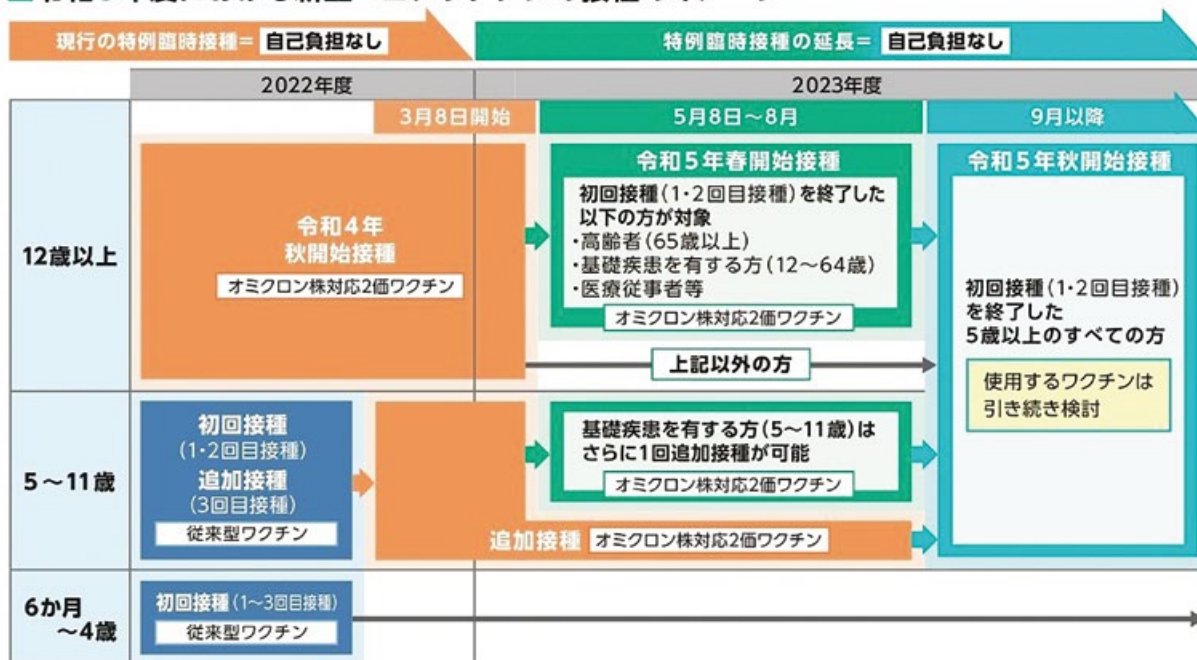 現行の特例臨時接種＝ 自己負担なし
特例臨時接種の延長＝ 自己負担なし
2022年度
2023年度
3月8日開始
5月8日～8月
9月以降
12歳以上
令和4年
秋開始接種
オミクロン株対応2価ワクチン
令和5年春開始接種
初回接種(1・2回目接種)を終了した
以下の方が対象
・高齢者(65歳以上)
・基礎疾患を有する方(12～64歳)
・医療従事者等
オミクロン株対応2価ワクチン
上記以外の方
令和5年秋開始接種
初回接種(1・2回目接種)
を終了した
5歳以上のすべての方
使用するワクチンは
引き続き検討
5～11歳
初回接種
(1・2回目接種)
追加接種
(3回目接種)
従来型ワクチン
基礎疾患を有する方(5～11歳)は
さらに1回追加接種が可能
オミクロン株対応2価ワクチン
追加接種 オミクロン株対応2価ワクチン
6か月
～4歳
初回接種(1～3回目接種)
従来型ワクチン